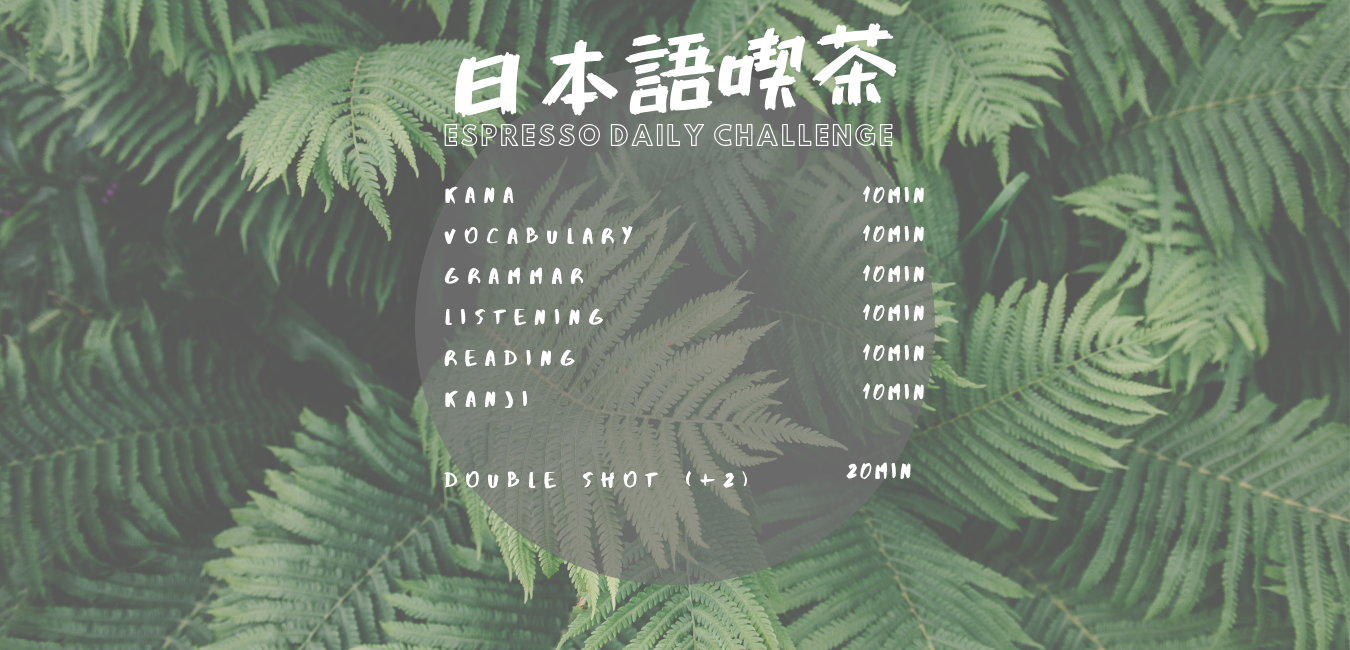 日本語喫茶
ESPRESSO DAILY CHALLENGE
KANA 10MIN
VOCABULARY 10MIN
GRAMMAR 10MIN
LISTENING 10MIN
READING 10MIN
KANJI 10MIN
DOUBLE SHOT (+2) 20MIN